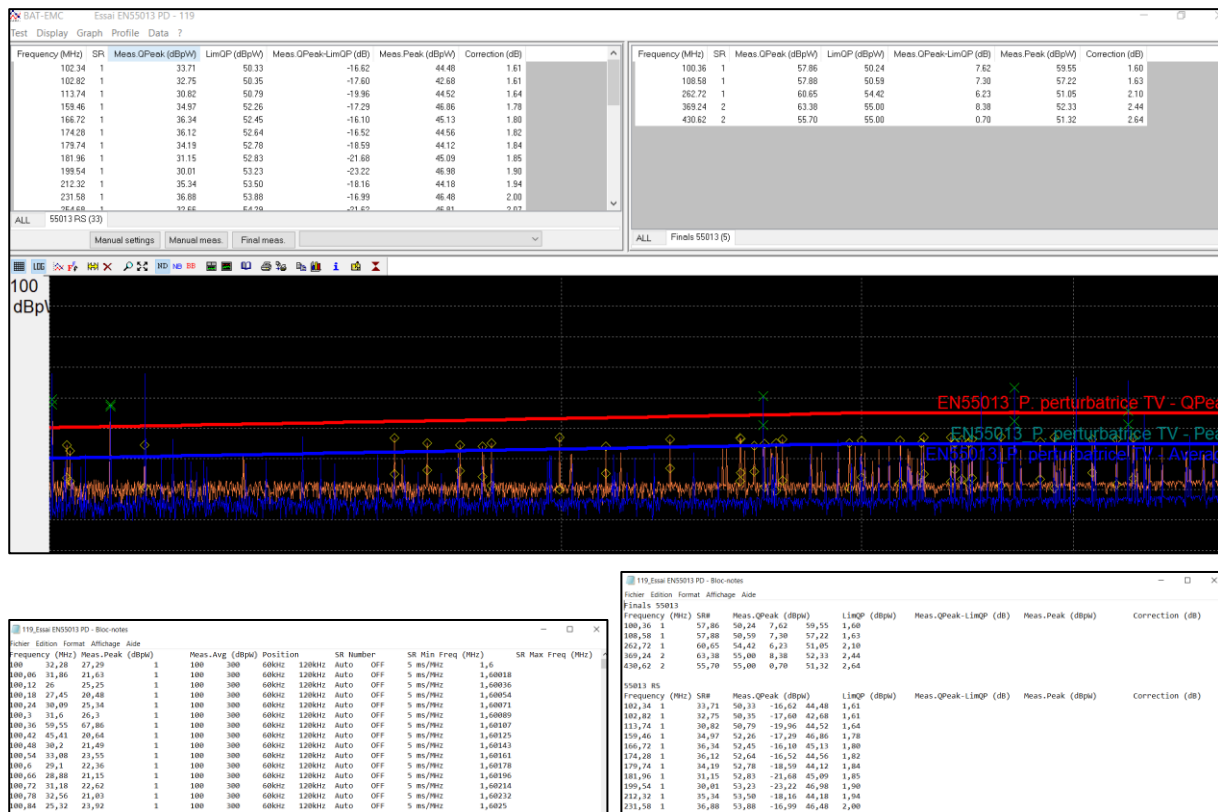 BAT-EMC Essai EN55013 PD - 119
Test Display Graph Profile Data ?
Frequency (MHz) SR Meas.QPeak (dBpW) LimQP (dBpW) Meas.QPeak-LimQP (dB) Meas.Peak (dBpW) Correction (dB)
102.34 1 33.71 50.33 -16.62 44.48 1.61
102.82 1 32.75 50.35 -17.60 42.68 1.61
113.74 1 30.82 50.79 -19.96 44.52 1.64
159.46 1 34.97 52.26 -17.29 46.86 1.78
166.72 1 36.34 52.45 -16.10 45.13 1.80
174.28 1 36.12 52.64 -16.52 44.56 1.82
179.74 1 34.19 52.78 -18.59 44.12 1.84
181.96 1 31.15 52.83 -21.68 45.09 1.85
199.54 1 30.01 53.23 -23.22 46.98 1.90
212.32 1 35.34 53.50 -18.16 44.18 1.94
231.58 1 36.88 53.88 -16.99 46.48 2.00
254.68 1 32.66 54.29 -21.62 46.81 2.07
ALL 55013 RS (33)
Manual settings Manual meas. Final meas.
Frequency (MHz) SR Meas.QPeak (dBpW) LimQP (dBpW) Meas.QPeak-LimQP (dB) Meas.Peak (dBpW) Correction (dB)
100.36 1 57.86 50.24 7.62 59.55 1.60
108.58 1 57.88 50.59 7.30 57.22 1.63
262.72 1 60.65 54.42 6.23 51.05 2.10
369.24 2 63.38 55.00 8.38 52.33 2.44
430.62 2 55.70 55.00 0.70 51.32 2.64
ALL Finals 55013 (5)
LOG ND NB BB i
100
dBpW
EN55013_P. perturbatrice TV - QPea
EN55013_P. perturbatrice TV - Pea
EN55013_P. perturbatrice TV - Averag
119_Essai EN55013 PD - Bloc-notes
Fichier Edition Format Affichage Aide
Frequency (MHz) Meas.Peak (dBpW) Meas.Avg (dBpW) Position SR Number SR Min Freq (MHz) SR Max Freq (MHz)
100 32,28 27,29 1 100 300 60kHz 120kHz Auto OFF 5 ms/MHz 1,6
100,06 31,86 21,63 1 100 300 60kHz 120kHz Auto OFF 5 ms/MHz 1,60018
100,12 26 25,25 1 100 300 60kHz 120kHz Auto OFF 5 ms/MHz 1,60036
100,18 27,45 20,48 1 100 300 60kHz 120kHz Auto OFF 5 ms/MHz 1,60054
100,24 30,09 25,34 1 100 300 60kHz 120kHz Auto OFF 5 ms/MHz 1,60071
100,3 31,6 26,3 1 100 300 60kHz 120kHz Auto OFF 5 ms/MHz 1,60089
100,36 59,55 67,86 1 100 300 60kHz 120kHz Auto OFF 5 ms/MHz 1,60107
100,42 45,41 20,64 1 100 300 60kHz 120kHz Auto OFF 5 ms/MHz 1,60125
100,48 30,2 21,49 1 100 300 60kHz 120kHz Auto OFF 5 ms/MHz 1,60143
100,54 33,08 23,55 1 100 300 60kHz 120kHz Auto OFF 5 ms/MHz 1,60161
100,6 29,1 22,36 1 100 300 60kHz 120kHz Auto OFF 5 ms/MHz 1,60178
100,66 28,88 21,15 1 100 300 60kHz 120kHz Auto OFF 5 ms/MHz 1,60196
100,72 31,18 22,62 1 100 300 60kHz 120kHz Auto OFF 5 ms/MHz 1,60214
100,78 32,56 21,03 1 100 300 60kHz 120kHz Auto OFF 5 ms/MHz 1,60232
100,84 25,32 23,92 1 100 300 60kHz 120kHz Auto OFF 5 ms/MHz 1,6025
119_Essai EN55013 PD - Bloc-notes
Fichier Edition Format Affichage Aide
Finals 55013
Frequency (MHz) SR# Meas.QPeak (dBpW) LimQP (dBpW) Meas.QPeak-LimQP (dB) Meas.Peak (dBpW) Correction (dB)
100,36 1 57,86 50,24 7,62 59,55 1,60
108,58 1 57,88 50,59 7,30 57,22 1,63
262,72 1 60,65 54,42 6,23 51,05 2,10
369,24 2 63,38 55,00 8,38 52,33 2,44
430,62 2 55,70 55,00 0,70 51,32 2,64
55013 RS
Frequency (MHz) SR# Meas.QPeak (dBpW) LimQP (dBpW) Meas.QPeak-LimQP (dB) Meas.Peak (dBpW) Correction (dB)
102,34 1 33,71 50,33 -16,62 44,48 1,61
102,82 1 32,75 50,35 -17,60 42,68 1,61
113,74 1 30,82 50,79 -19,96 44,52 1,64
159,46 1 34,97 52,26 -17,29 46,86 1,78
166,72 1 36,34 52,45 -16,10 45,13 1,80
174,28 1 36,12 52,64 -16,52 44,56 1,82
179,74 1 34,19 52,78 -18,59 44,12 1,84
181,96 1 31,15 52,83 -21,68 45,09 1,85
199,54 1 30,01 53,23 -23,22 46,98 1,90
212,32 1 35,34 53,50 -18,16 44,18 1,94
231,58 1 36,88 53,88 -16,99 46,48 2,00